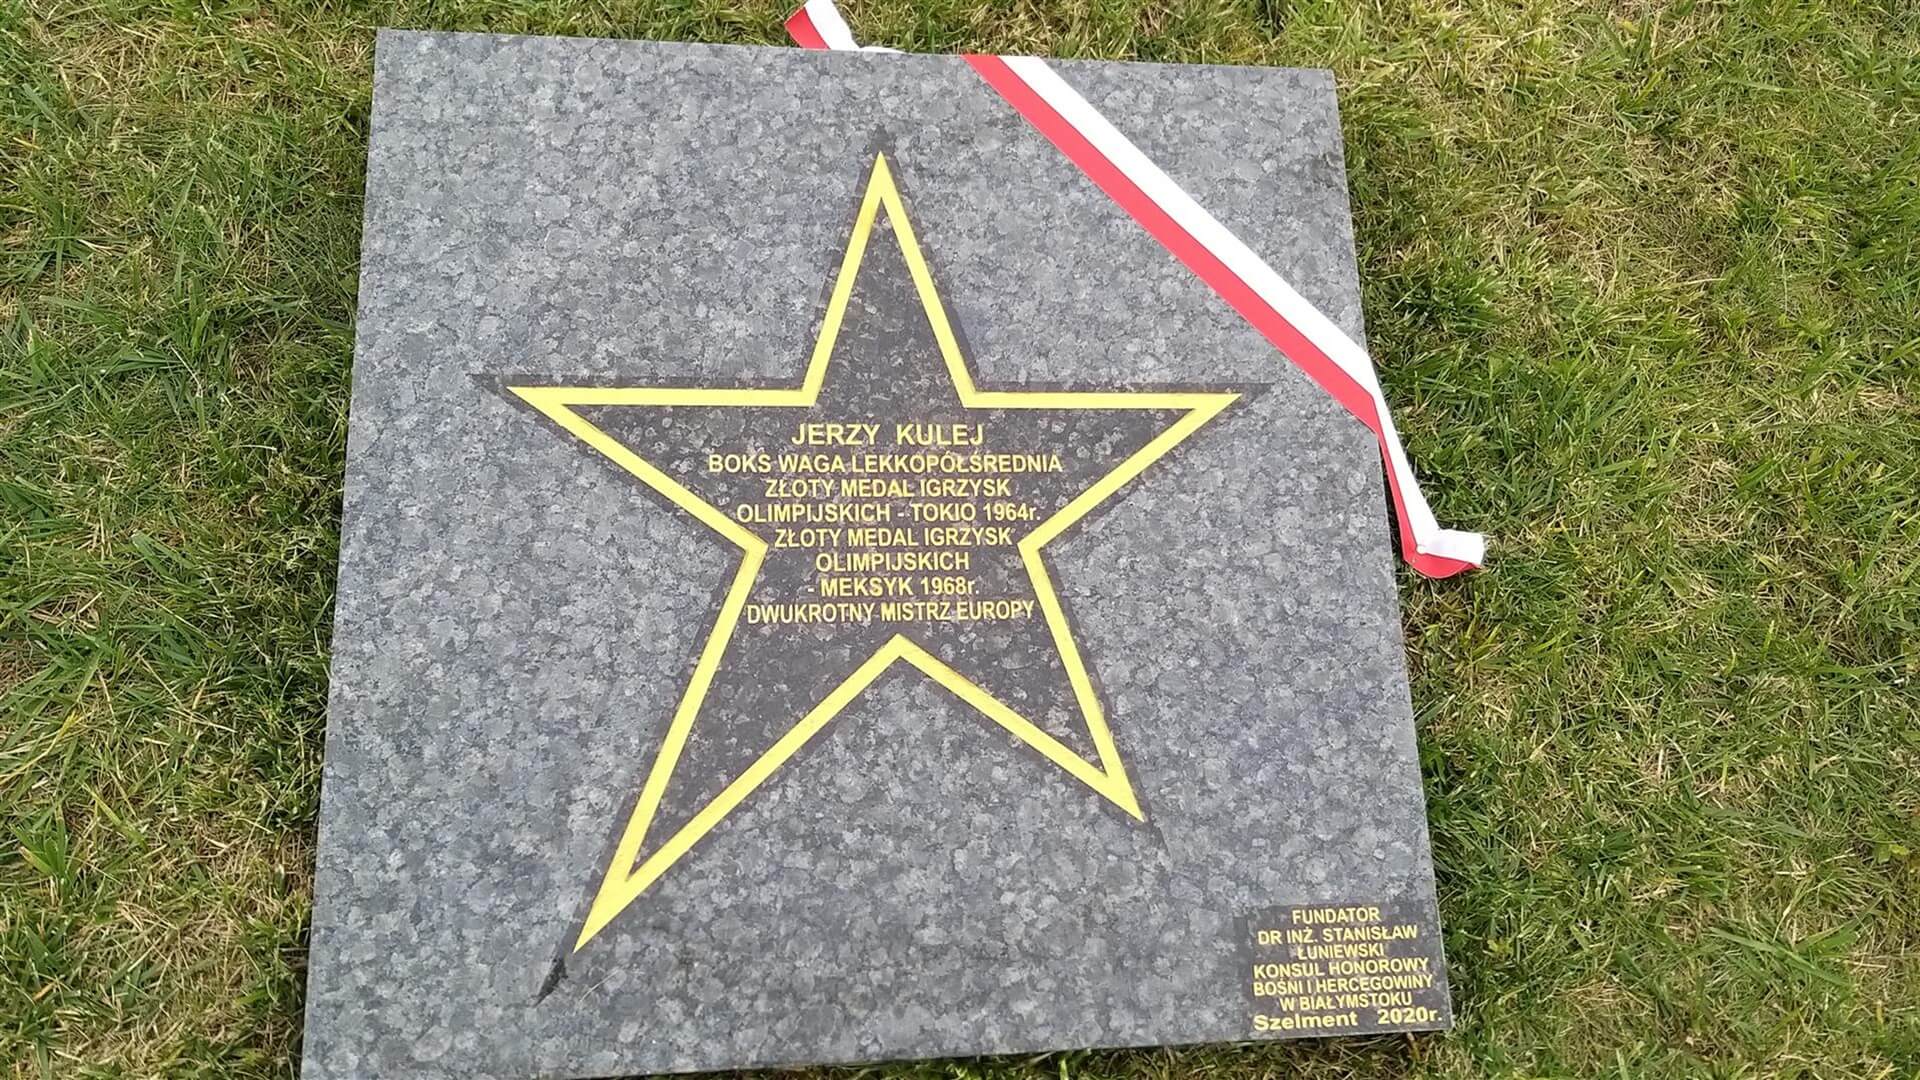 JERZY KULEJ
BOKS WAGA LEKKOPÓŁŚREDNIA
ZŁOTY MEDAL IGRZYSK
OLIMPIJSKICH - TOKIO 1964r.
ZŁOTY MEDAL IGRZYSK
OLIMPIJSKICH
- MEKSYK 1968r.
DWUKROTNY MISTRZ EUROPY
FUNDATOR
DR INŻ. STANISŁAW
ŁUNIEWSKI
KONSUL HONOROWY
BOŚNI I HERCEGOWINY
W BIAŁYMSTOKU
Szelment 2020r.